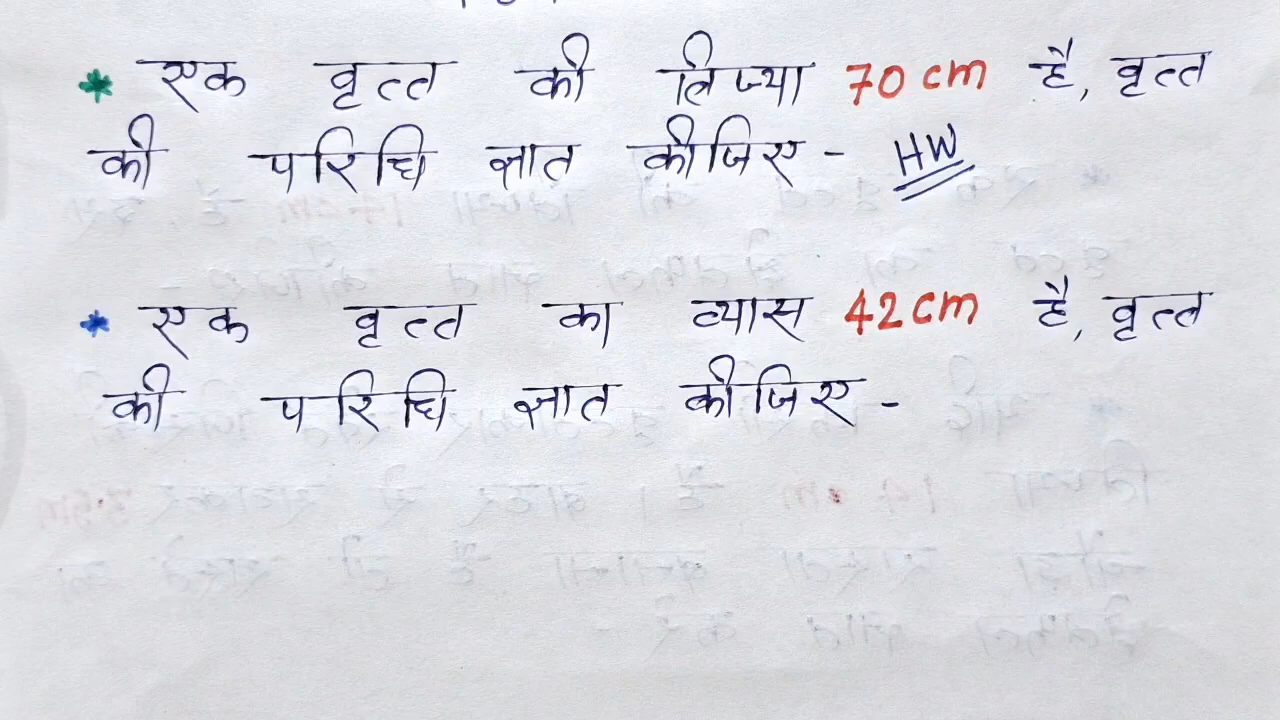 * एक वृत्त की त्रिज्या 70 cm है, वृत्त
की परिधि ज्ञात कीजिए - HW
* एक वृत्त का व्यास 42 cm है, वृत्त
की परिधि ज्ञात कीजिए -